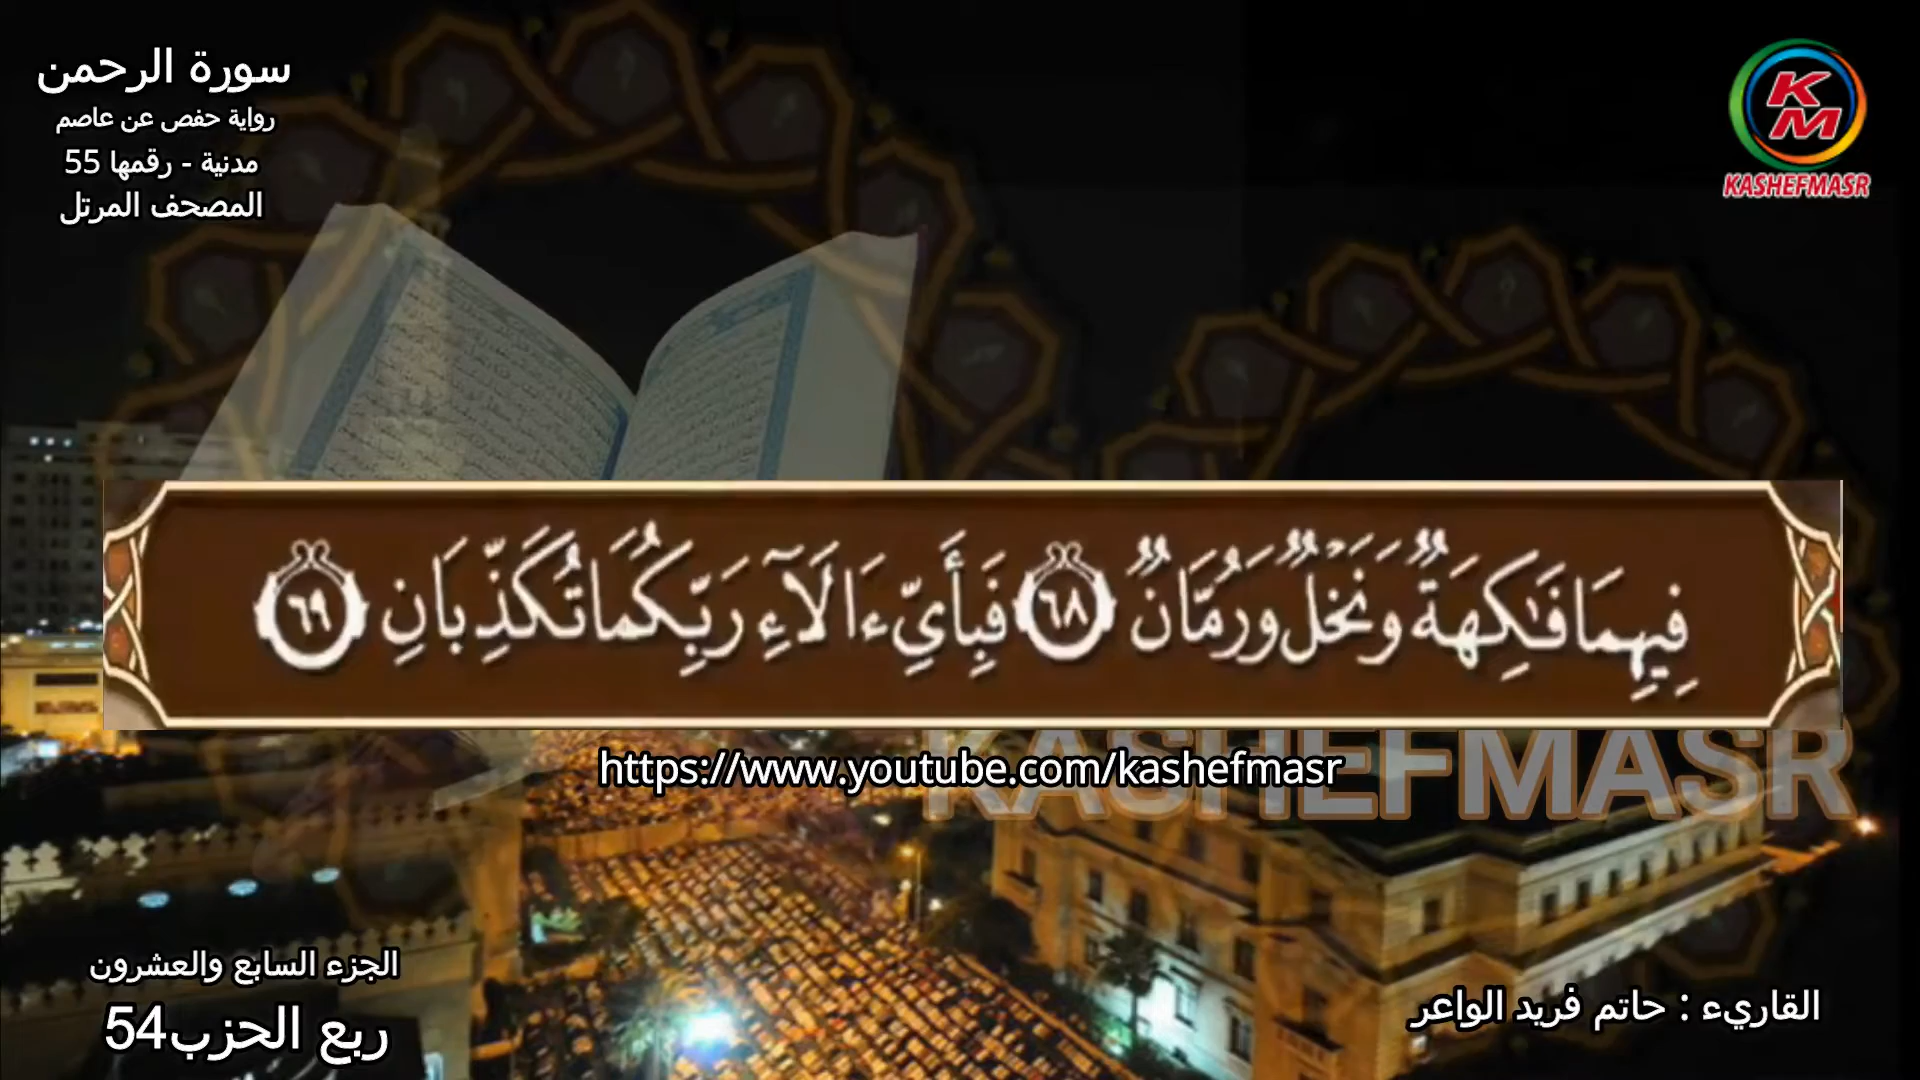 سورة الرحمن
رواية حفص عن عاصم
مدنية - رقمها 55
المصحف المرتل
KM
KASHEFMASR
فِيهِمَا فَٰكِهَةٌ وَنَخْلٌ وَرُمَّانٌ ٦٨ فَبِأَيِّ ءَالَآءِ رَبِّكُمَا تُكَذِّبَانِ ٦٩
https://www.youtube.com/kashefmasr
KASHEFMASR
الجزء السابع والعشرون
ربع الحزب54
القاريء : حاتم فريد الواعر